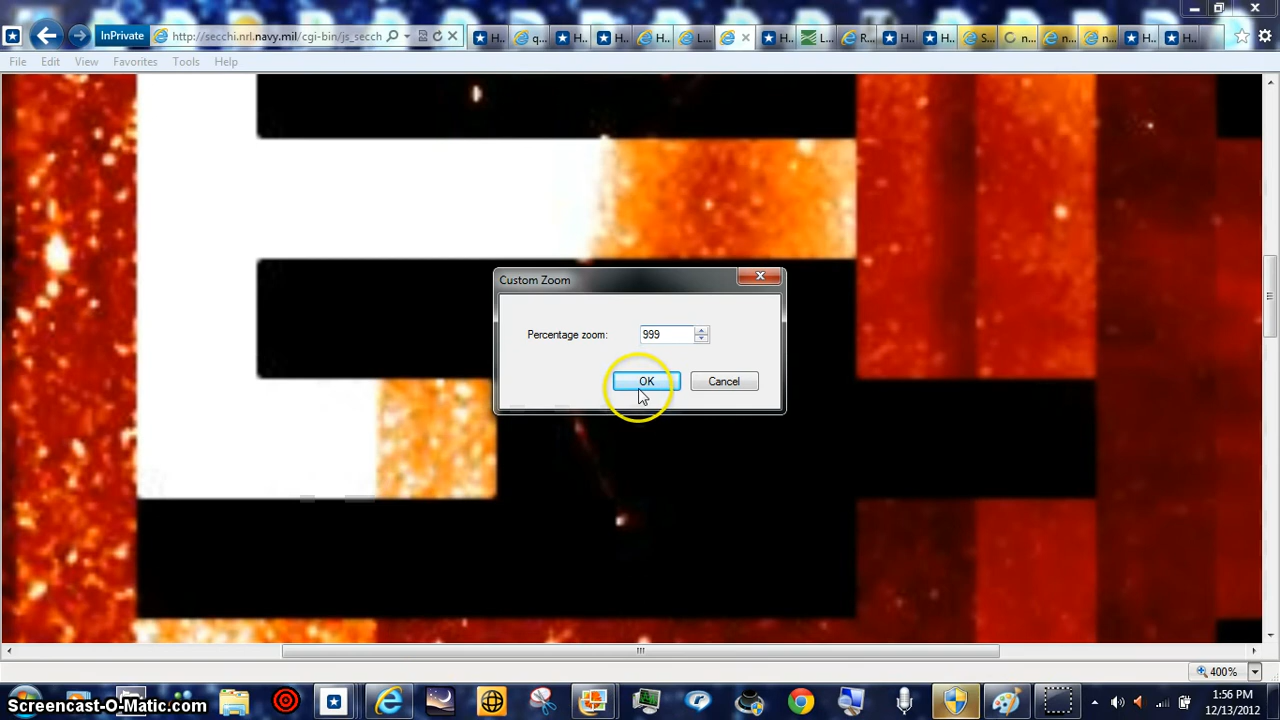 InPrivate
http://secchi.nrl.navy.mil/cgi-bin/js_secch
H...
q...
H...
H...
H...
L...
H...
L...
R...
H...
H...
S...
n...
n...
n...
H...
H...
File Edit View Favorites Tools Help
Custom Zoom
Percentage zoom: 999
OK Cancel
400%
Screencast-O-Matic.com
1:56 PM
12/13/2012